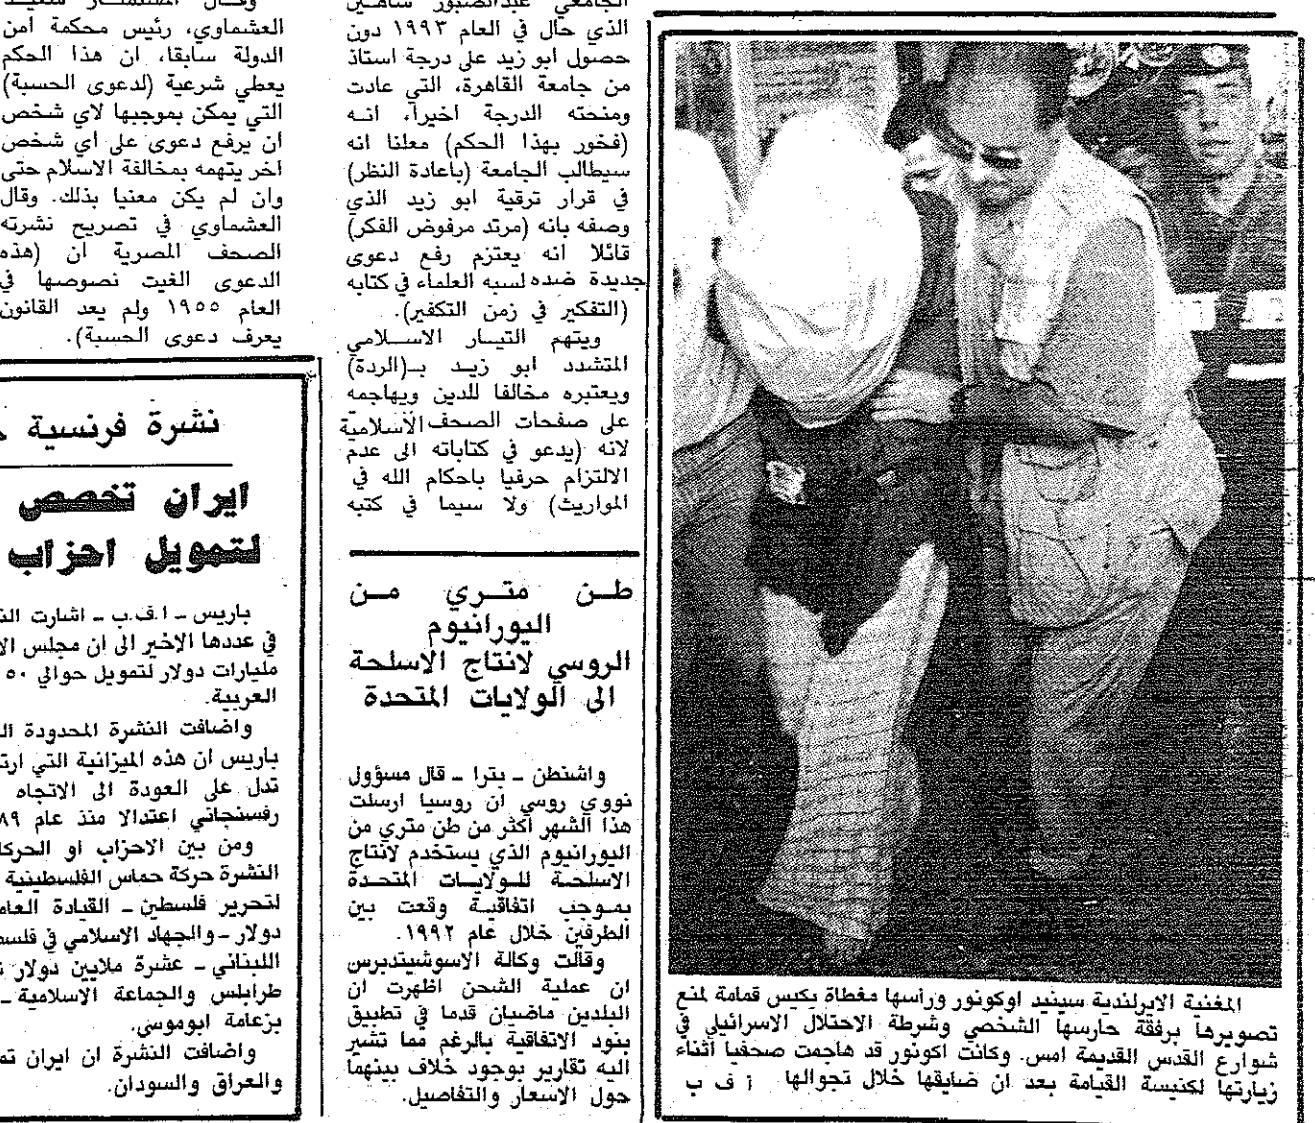 المغنية الايرلندية سينيد اوكونور ورأسها مغطاة بكيس قمامة لمنع
تصويرها برفقة حارسها الشخصي وشرطة الاحتلال الاسرائيلي في
شوارع القدس القديمة امس. وكانت اكونور قد هاجمت صحفيا اثناء
زيارتها لكنيسة القيامة بعد ان ضايقها خلال تجوالها أ ف ب
الجامعي عبدالصبور شاهين
الذي حال في العام ١٩٩٣ دون
حصول ابو زيد على درجة استاذ
من جامعة القاهرة، التي عادت
ومنحته الدرجة اخيرا، انه
(فخور بهذا الحكم) معلنا انه
سيطالب الجامعة (باعادة النظر)
في قرار ترقية ابو زيد الذي
وصفه بانه (مرتد مرفوض الفكر)
قائلا انه يعتزم رفع دعوى
جديدة ضده لسبه العلماء في كتابه
(التفكير في زمن التكفير).
ويتهم التيار الاسلامي
المتشدد ابو زيد بـ(الردة)
ويعتبره مخالفا للدين ويهاجمه
على صفحات الصحف الاسلامية
لانه (يدعو في كتاباته الى عدم
الالتزام حرفيا باحكام الله في
المواريث) ولا سيما في كتبه
طن متري من
اليورانيوم
الروسي لانتاج الاسلحة
الى الولايات المتحدة
واشنطن - بترا - قال مسؤول
نووي روسي ان روسيا ارسلت
هذا الشهر أكثر من طن متري من
اليورانيوم الذي يستخدم لانتاج
الاسلحة للولايات المتحدة
بموجب اتفاقية وقعت بين
الطرفين خلال عام ١٩٩٢.
وقالت وكالة الاسوشيتدبرس
ان عملية الشحن اظهرت ان
البلدين ماضيان قدما في تطبيق
بنود الاتفاقية بالرغم مما تشير
اليه تقارير بوجود خلاف بينهما
حول الاسعار والتفاصيل.
وقال المستشار سعيد
العشماوي، رئيس محكمة امن
الدولة سابقا، ان هذا الحكم
يعطي شرعية (لدعوى الحسبة)
التي يمكن بموجبها لاي شخص
ان يرفع دعوى على اي شخص
اخر يتهمه بمخالفة الاسلام حتى
وان لم يكن معنيا بذلك. وقال
العشماوي في تصريح نشرته
الصحف المصرية ان (هذه
الدعوى الغيت نصوصها في
العام ١٩٥٥ ولم يعد القانون
يعرف دعوى الحسبة).
نشرة فرنسية
ايران تخصص
لتمويل احزاب
باريس - ا.ف.ب - اشارت
في عددها الاخير الى ان مجلس
مليارات دولار لتمويل حوالي
العربية.
واضافت النشرة المحدودة
باريس ان هذه الميزانية التي
تدل على العودة الى الاتجاه
رفسنجاني اعتدالا منذ عام
ومن بين الاحزاب او
النشرة حركة حماس الفلسطينية
لتحرير فلسطين - القيادة
دولار - والجهاد الاسلامي في
اللبناني - عشرة ملايين دولار
طرابلس والجماعة الاسلامية -
بزعامة ابوموسى.
واضافت النشرة ان ايران
والعراق والسودان.